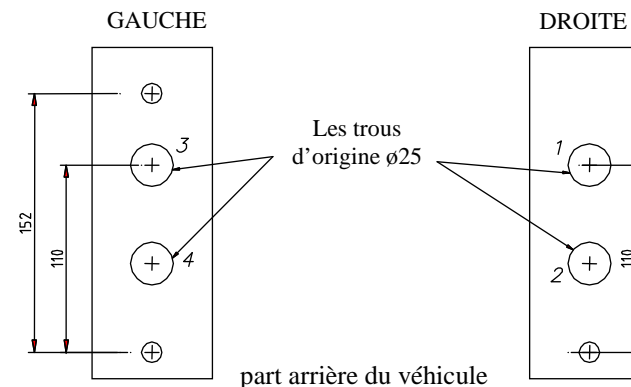 GAUCHE
DROITE
Les trous
d'origine ø25
3
1
152
110
4
2
110
part arrière du véhicule